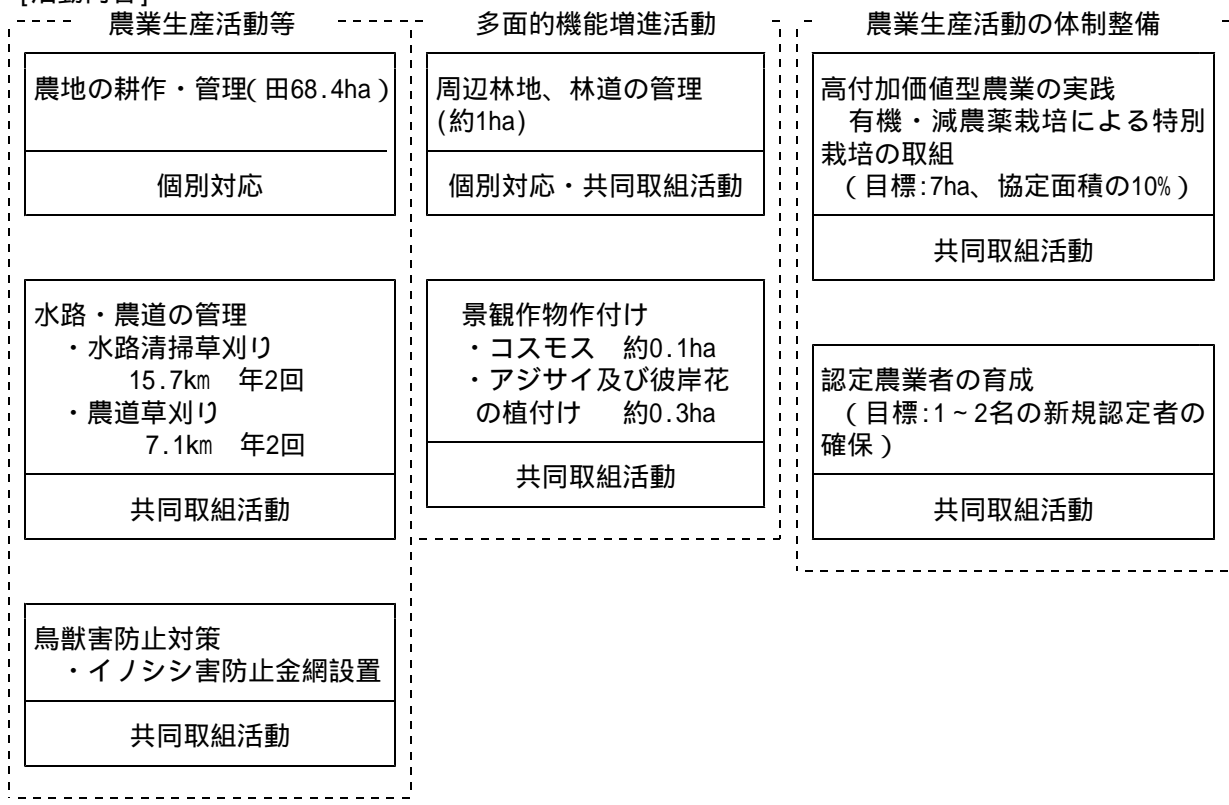 [活動内容]
農業生産活動等
農地の耕作・管理(田68.4ha)
個別対応
水路・農道の管理
・水路清掃草刈り
15.7km 年2回
・農道草刈り
7.1km 年2回
共同取組活動
鳥獣害防止対策
・イノシシ害防止金網設置
共同取組活動
多面的機能増進活動
周辺林地、林道の管理
(約1ha)
個別対応・共同取組活動
景観作物作付け
・コスモス 約0.1ha
・アジサイ及び彼岸花
の植付け 約0.3ha
共同取組活動
農業生産活動の体制整備
高付加価値型農業の実践
有機・減農薬栽培による特別
栽培の取組
(目標:7ha、協定面積の10%)
共同取組活動
認定農業者の育成
(目標:1~2名の新規認定者の
確保)
共同取組活動